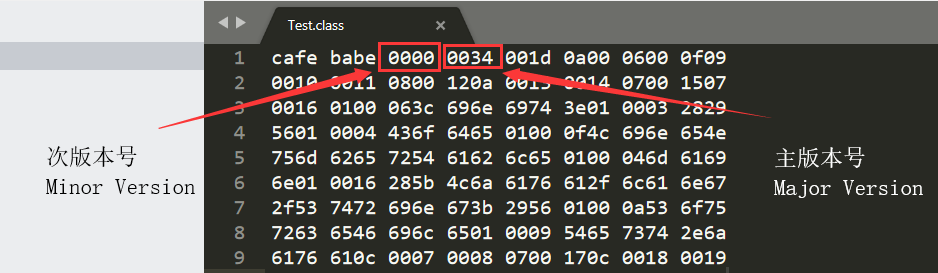 Test.class ×
1 cafe babe 0000 0034 001d 0a00 0600 0f09
2 0010 0011 0800 120a 0013 0014 0700 1507
3 0016 0100 063c 696e 6974 3e01 0003 2829
4 5601 0004 436f 6465 0100 0f4c 696e 654e
5 756d 6265 7254 6162 6c65 0100 046d 6169
6 6e01 0016 285b 4c6a 6176 612f 6c61 6e67
7 2f53 7472 696e 673b 2956 0100 0a53 6f75
8 7263 6546 696c 6501 0009 5465 7374 2e6a
9 6176 610c 0007 0008 0700 170c 0018 0019
次版本号
Minor Version
主版本号
Major Version